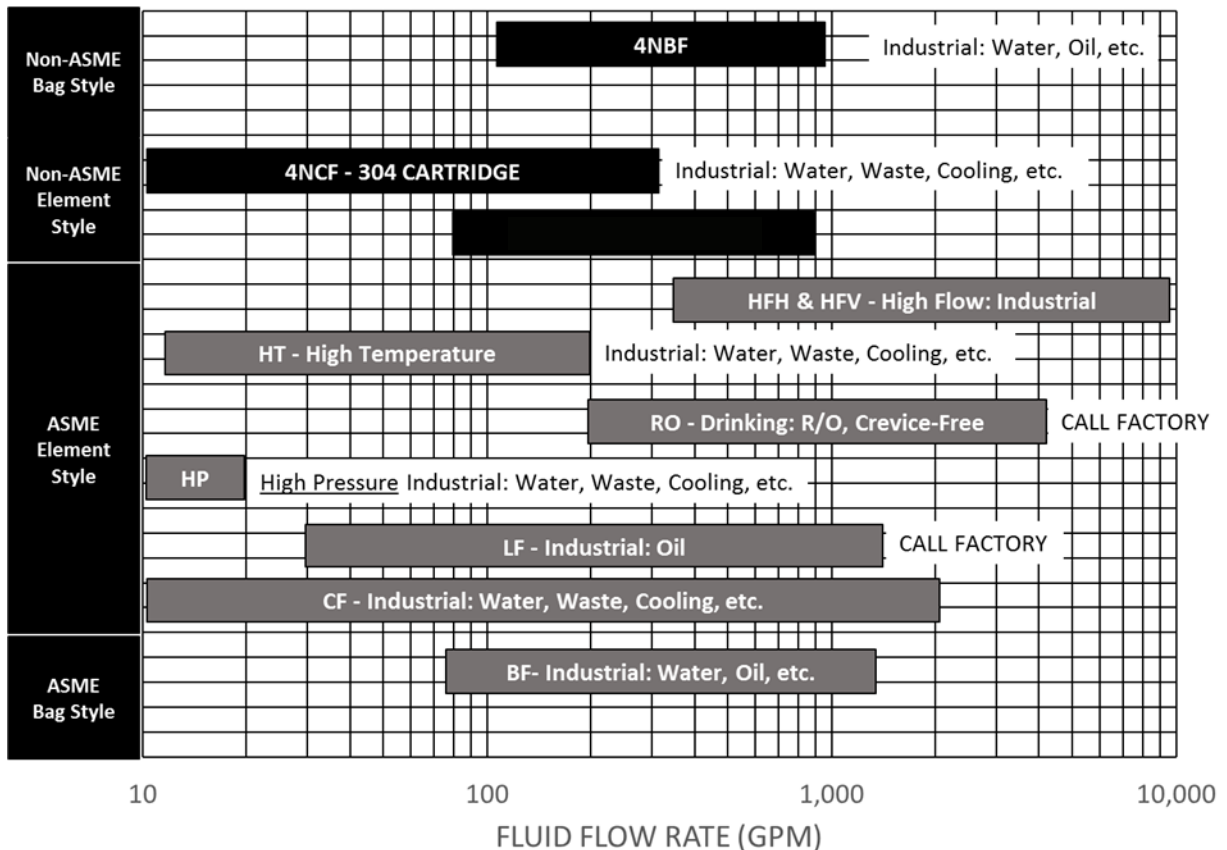 Non-ASME
Bag Style
4NBF
Industrial: Water, Oil, etc.
Non-ASME
Element
Style
4NCF - 304 CARTRIDGE
Industrial: Water, Waste, Cooling, etc.
ASME
Element
Style
HFH & HFV - High Flow: Industrial
HT - High Temperature
Industrial: Water, Waste, Cooling, etc.
RO - Drinking: R/O, Crevice-Free
CALL FACTORY
HP
High Pressure Industrial: Water, Waste, Cooling, etc.
LF - Industrial: Oil
CALL FACTORY
CF - Industrial: Water, Waste, Cooling, etc.
ASME
Bag Style
BF- Industrial: Water, Oil, etc.
10 100 1,000 10,000
FLUID FLOW RATE (GPM)